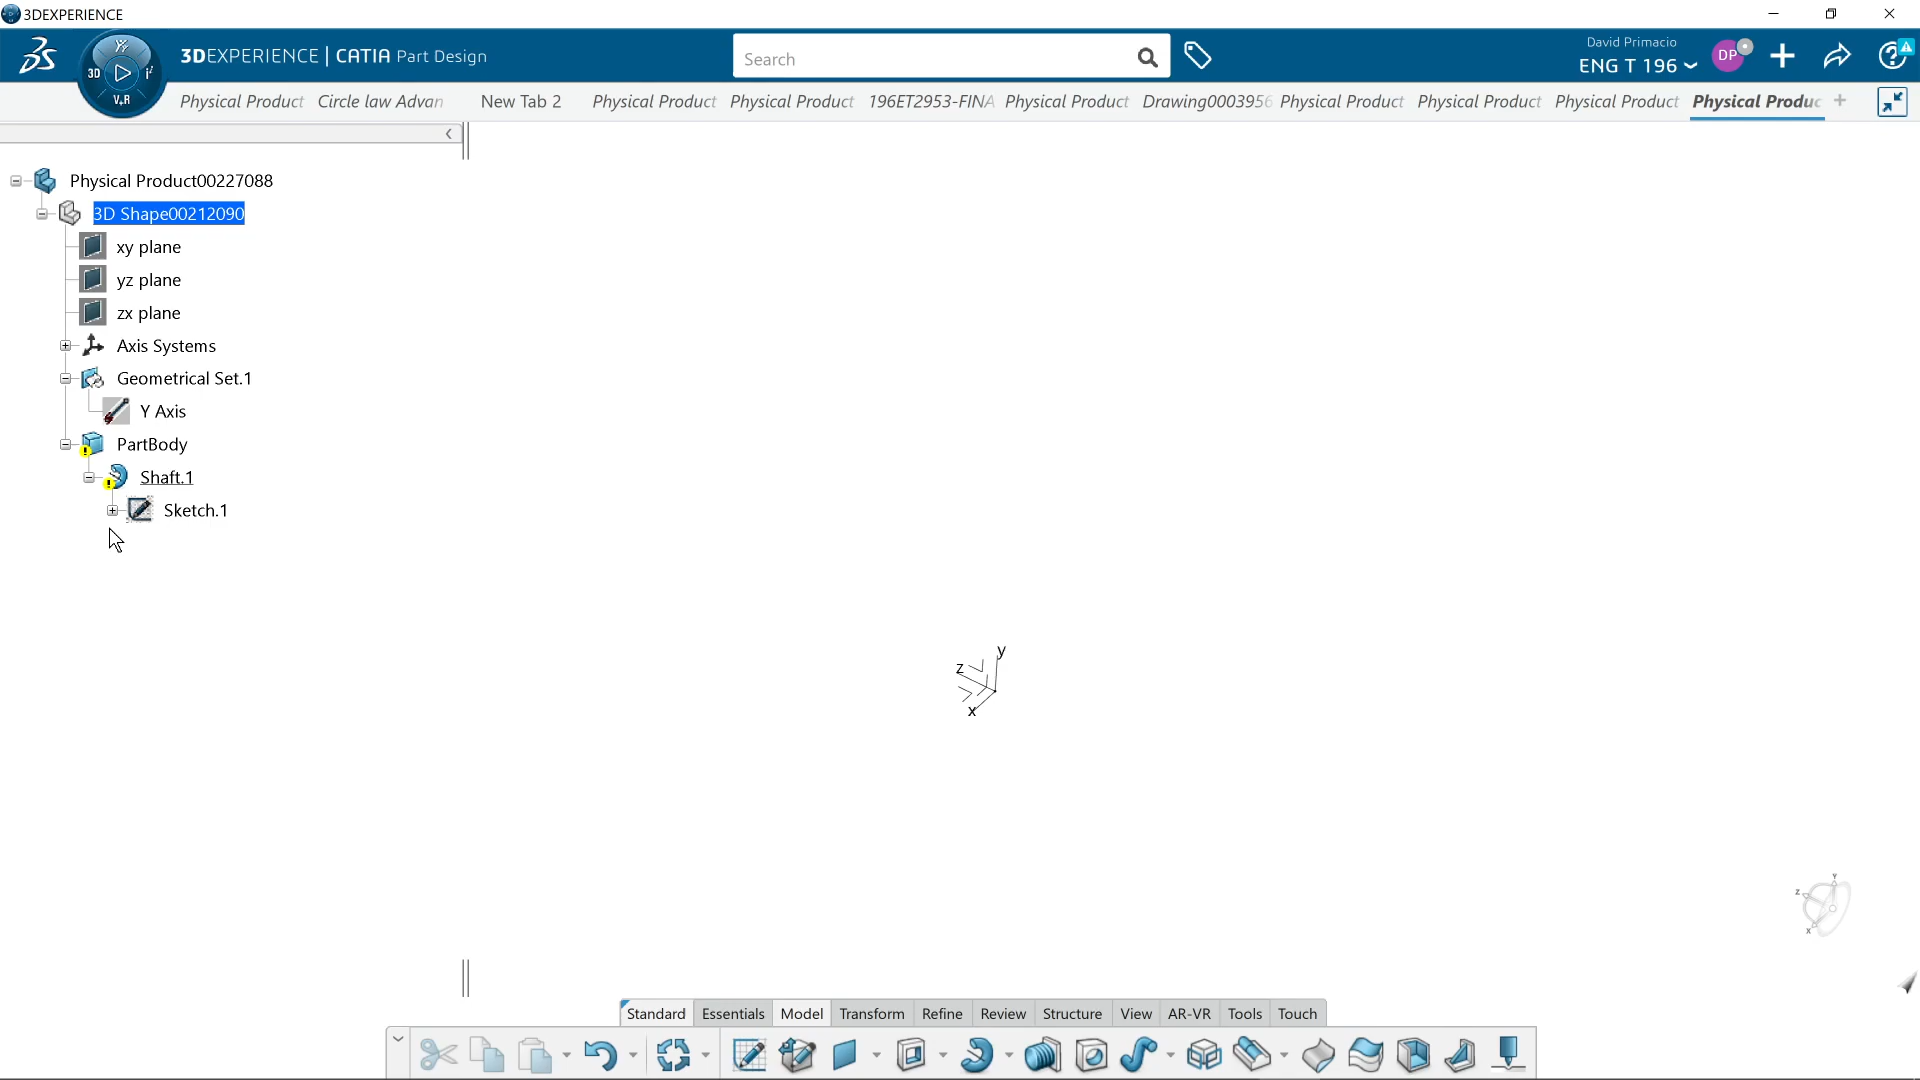 3DEXPERIENCE
3DEXPERIENCE | CATIA Part Design
Search
David Primacio
ENG T 196
DP
3D
V+R
Physical Product
Circle law Advan
New Tab 2
Physical Product
Physical Product
196ET2953-FINA
Physical Product
Drawing0003956
Physical Product
Physical Product
Physical Product
Physical Produc
Physical Product00227088
3D Shape00212090
xy plane
yz plane
zx plane
Axis Systems
Geometrical Set.1
Y Axis
PartBody
Shaft.1
Sketch.1
y
z
x
Y
Z
X
Standard
Essentials
Model
Transform
Refine
Review
Structure
View
AR-VR
Tools
Touch